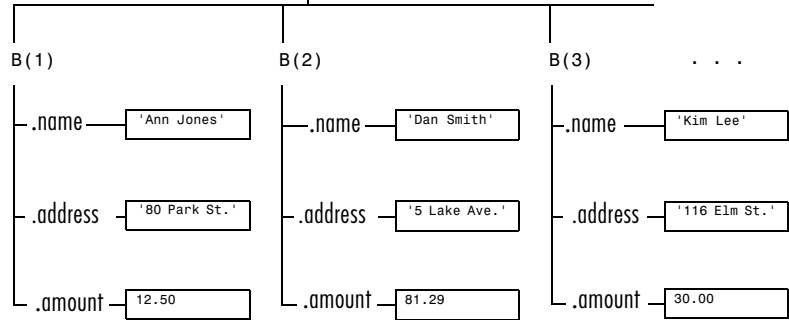 B(1) B(2) B(3) . . .
.name 'Ann Jones' .name 'Dan Smith' .name 'Kim Lee'
.address '80 Park St.' .address '5 Lake Ave.' .address '116 Elm St.'
.amount 12.50 .amount 81.29 .amount 30.00